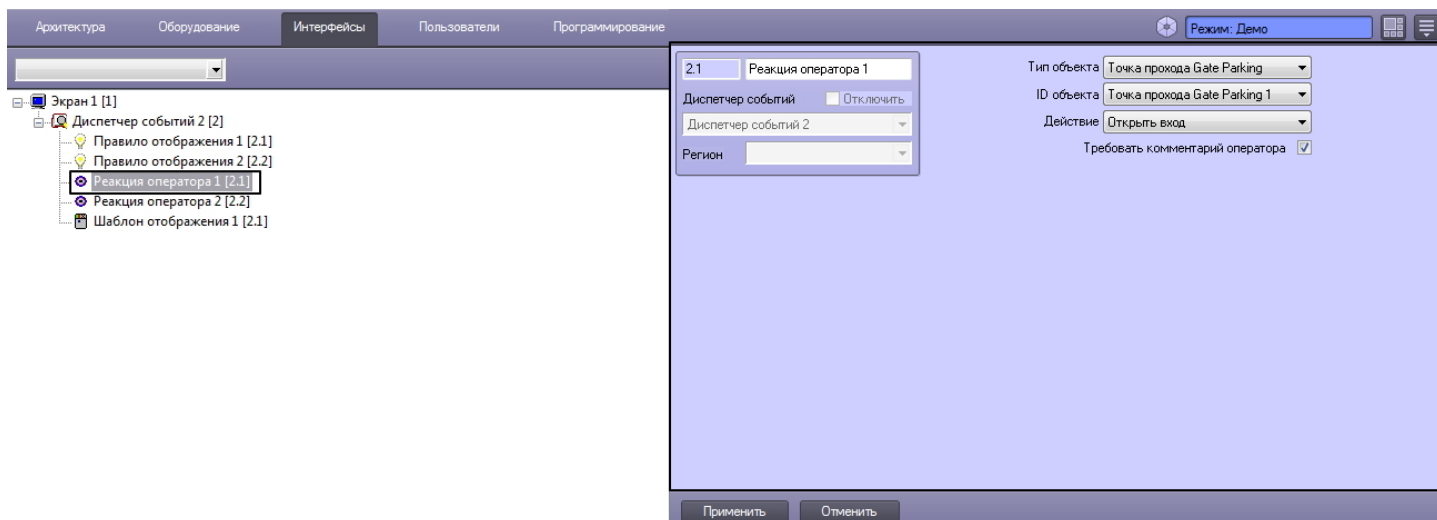 Архитектура Оборудование Интерфейсы Пользователи Программирование Режим: Демо
Экран 1 [1]
Диспетчер событий 2 [2]
Правило отображения 1 [2.1]
Правило отображения 2 [2.2]
Реакция оператора 1 [2.1]
Реакция оператора 2 [2.2]
Шаблон отображения 1 [2.1]
2.1 Реакция оператора 1
Диспетчер событий Отключить
Диспетчер событий 2
Регион
Тип объекта Точка прохода Gate Parking
ID объекта Точка прохода Gate Parking 1
Действие Открыть вход
Требовать комментарий оператора
Применить Отменить